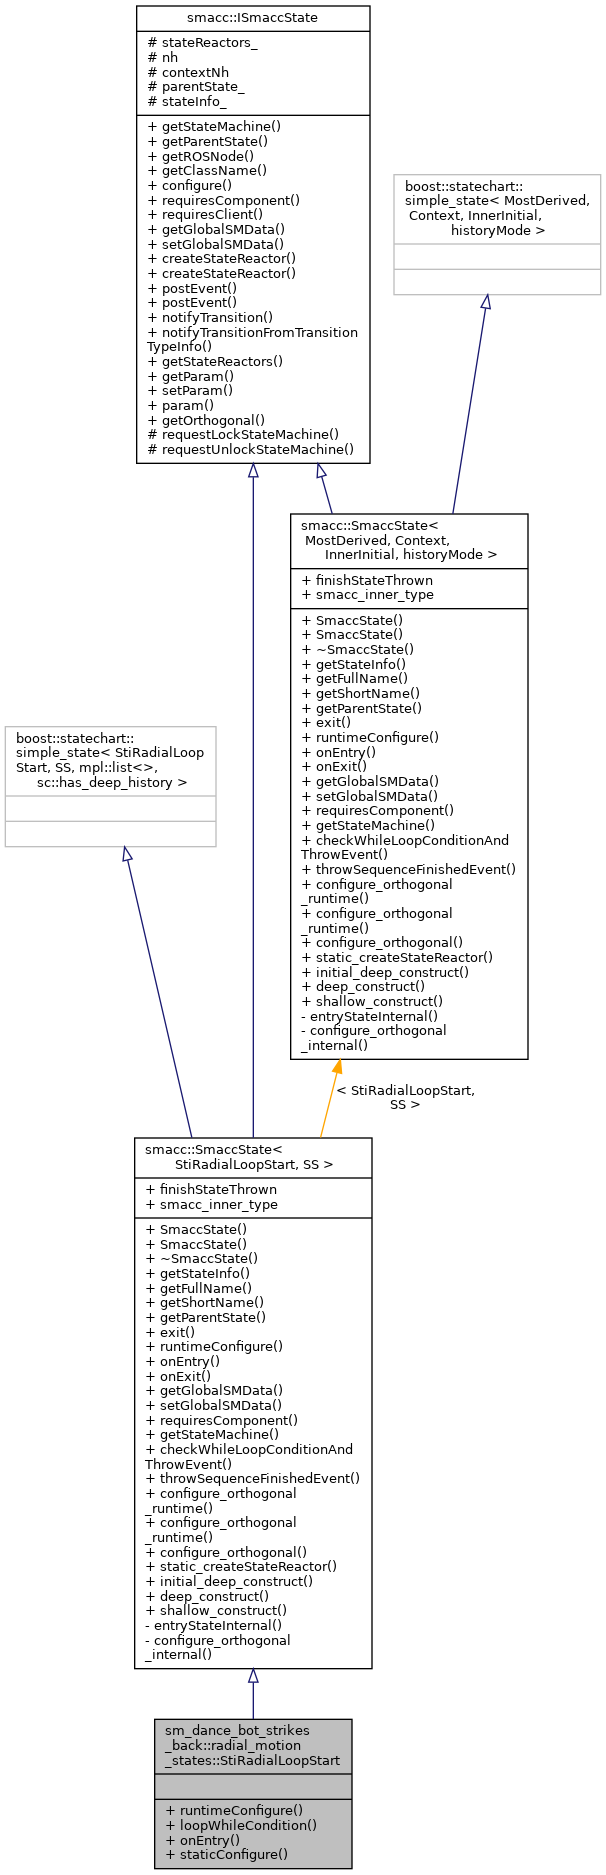 smacc::ISmaccState
# stateReactors_
# nh
# contextNh
# parentState_
# stateInfo_
+ getStateMachine()
+ getParentState()
+ getROSNode()
+ getClassName()
+ configure()
+ requiresComponent()
+ requiresClient()
+ getGlobalSMData()
+ setGlobalSMData()
+ createStateReactor()
+ createStateReactor()
+ postEvent()
+ postEvent()
+ notifyTransition()
+ notifyTransitionFromTransition
TypeInfo()
+ getStateReactors()
+ getParam()
+ setParam()
+ param()
+ getOrthogonal()
# requestLockStateMachine()
# requestUnlockStateMachine()
boost::statechart::
simple_state< MostDerived,
Context, InnerInitial,
historyMode >
smacc::SmaccState<
MostDerived, Context,
InnerInitial, historyMode >
+ finishStateThrown
+ smacc_inner_type
+ SmaccState()
+ SmaccState()
+ ~SmaccState()
+ getStateInfo()
+ getFullName()
+ getShortName()
+ getParentState()
+ exit()
+ runtimeConfigure()
+ onEntry()
+ onExit()
+ getGlobalSMData()
+ setGlobalSMData()
+ requiresComponent()
+ getStateMachine()
+ checkWhileLoopConditionAnd
ThrowEvent()
+ throwSequenceFinishedEvent()
+ configure_orthogonal
_runtime()
+ configure_orthogonal
_runtime()
+ configure_orthogonal()
+ static_createStateReactor()
+ initial_deep_construct()
+ deep_construct()
+ shallow_construct()
- entryStateInternal()
- configure_orthogonal
_internal()
boost::statechart::
simple_state< StiRadialLoop
Start, SS, mpl::list<>,
sc::has_deep_history >
< StiRadialLoopStart,
SS >
smacc::SmaccState<
StiRadialLoopStart, SS >
+ finishStateThrown
+ smacc_inner_type
+ SmaccState()
+ SmaccState()
+ ~SmaccState()
+ getStateInfo()
+ getFullName()
+ getShortName()
+ getParentState()
+ exit()
+ runtimeConfigure()
+ onEntry()
+ onExit()
+ getGlobalSMData()
+ setGlobalSMData()
+ requiresComponent()
+ getStateMachine()
+ checkWhileLoopConditionAnd
ThrowEvent()
+ throwSequenceFinishedEvent()
+ configure_orthogonal
_runtime()
+ configure_orthogonal
_runtime()
+ configure_orthogonal()
+ static_createStateReactor()
+ initial_deep_construct()
+ deep_construct()
+ shallow_construct()
- entryStateInternal()
- configure_orthogonal
_internal()
sm_dance_bot_strikes
_back::radial_motion
_states::StiRadialLoopStart
+ runtimeConfigure()
+ loopWhileCondition()
+ onEntry()
+ staticConfigure()